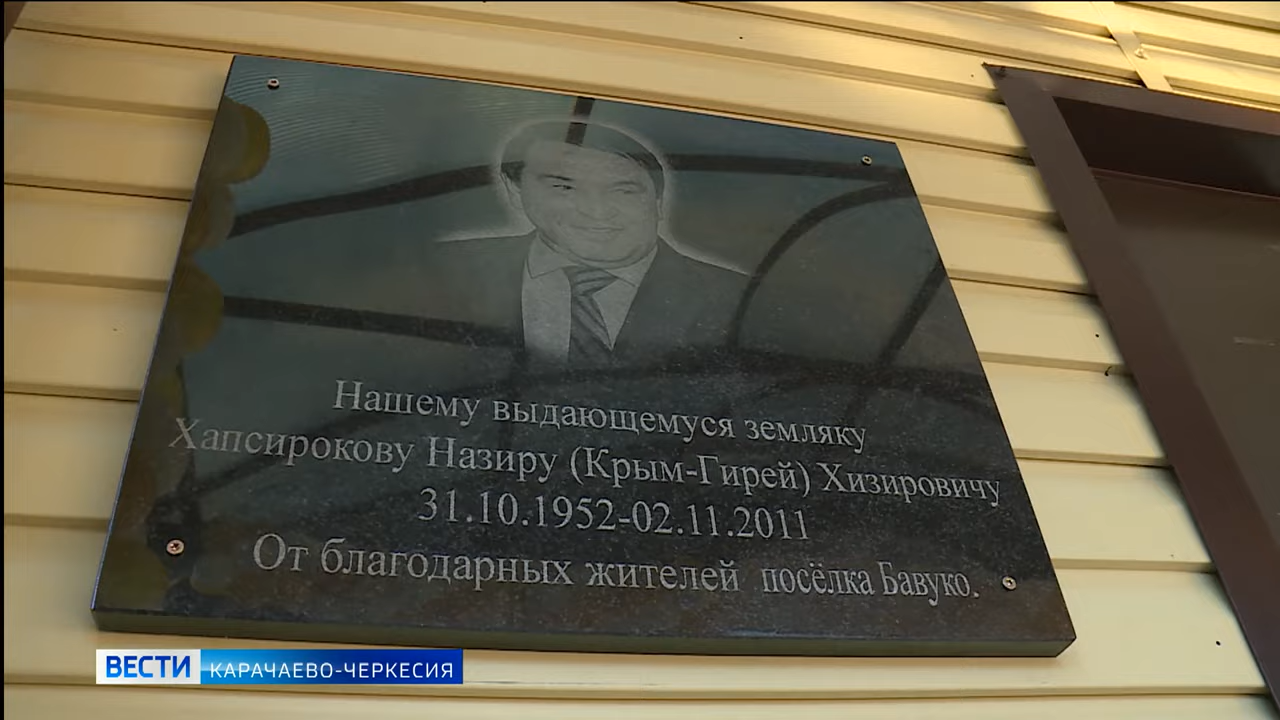 Нашему выдающемуся земляку
Хапсирокову Назиру (Крым-Гирей) Хизировичу
31.10.1952-02.11.2011
От благодарных жителей посёлка Бавуко.
ВЕСТИ КАРАЧАЕВО-ЧЕРКЕСИЯ